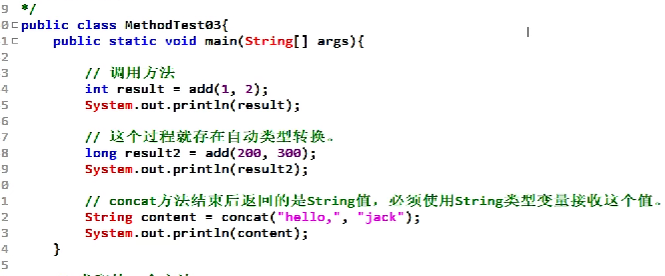 9 */
0 public class MethodTest03{
1 public static void main(String[] args){
2
3 // 调用方法
4 int result = add(1, 2);
5 System.out.println(result);
6
7 // 这个过程就存在自动类型转换。
8 long result2 = add(200, 300);
9 System.out.println(result2);
0
1 // concat方法结束后返回的是String值，必须使用String类型变量接收这个值。
2 String content = concat("hello,", "jack");
3 System.out.println(content);
4 }
5